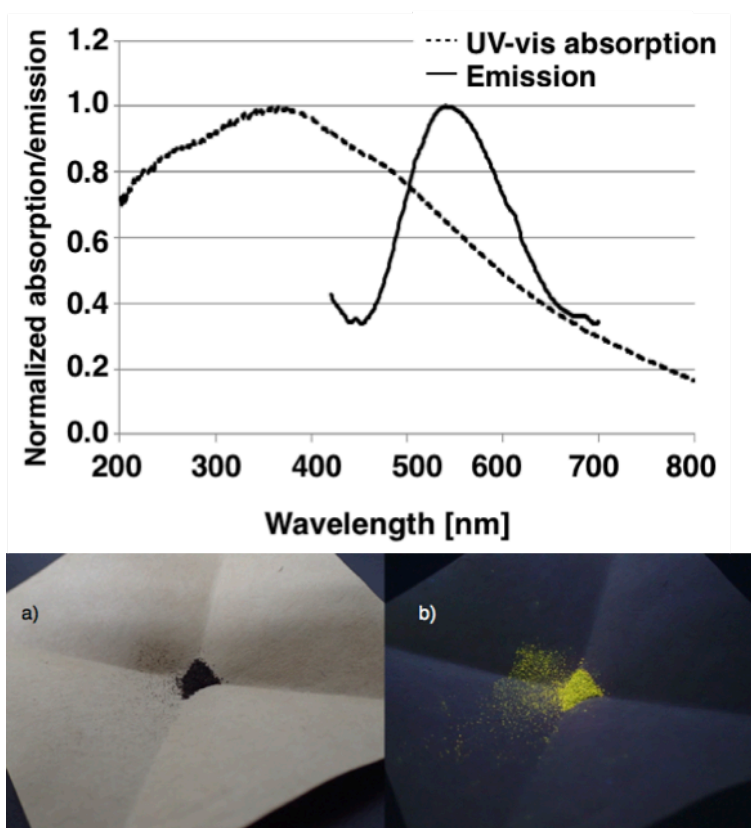 Normalized absorption/emission
1.2
1.0
0.8
0.6
0.4
0.2
0.0
UV-vis absorption
Emission
200 300 400 500 600 700 800
Wavelength [nm]
a)
b)